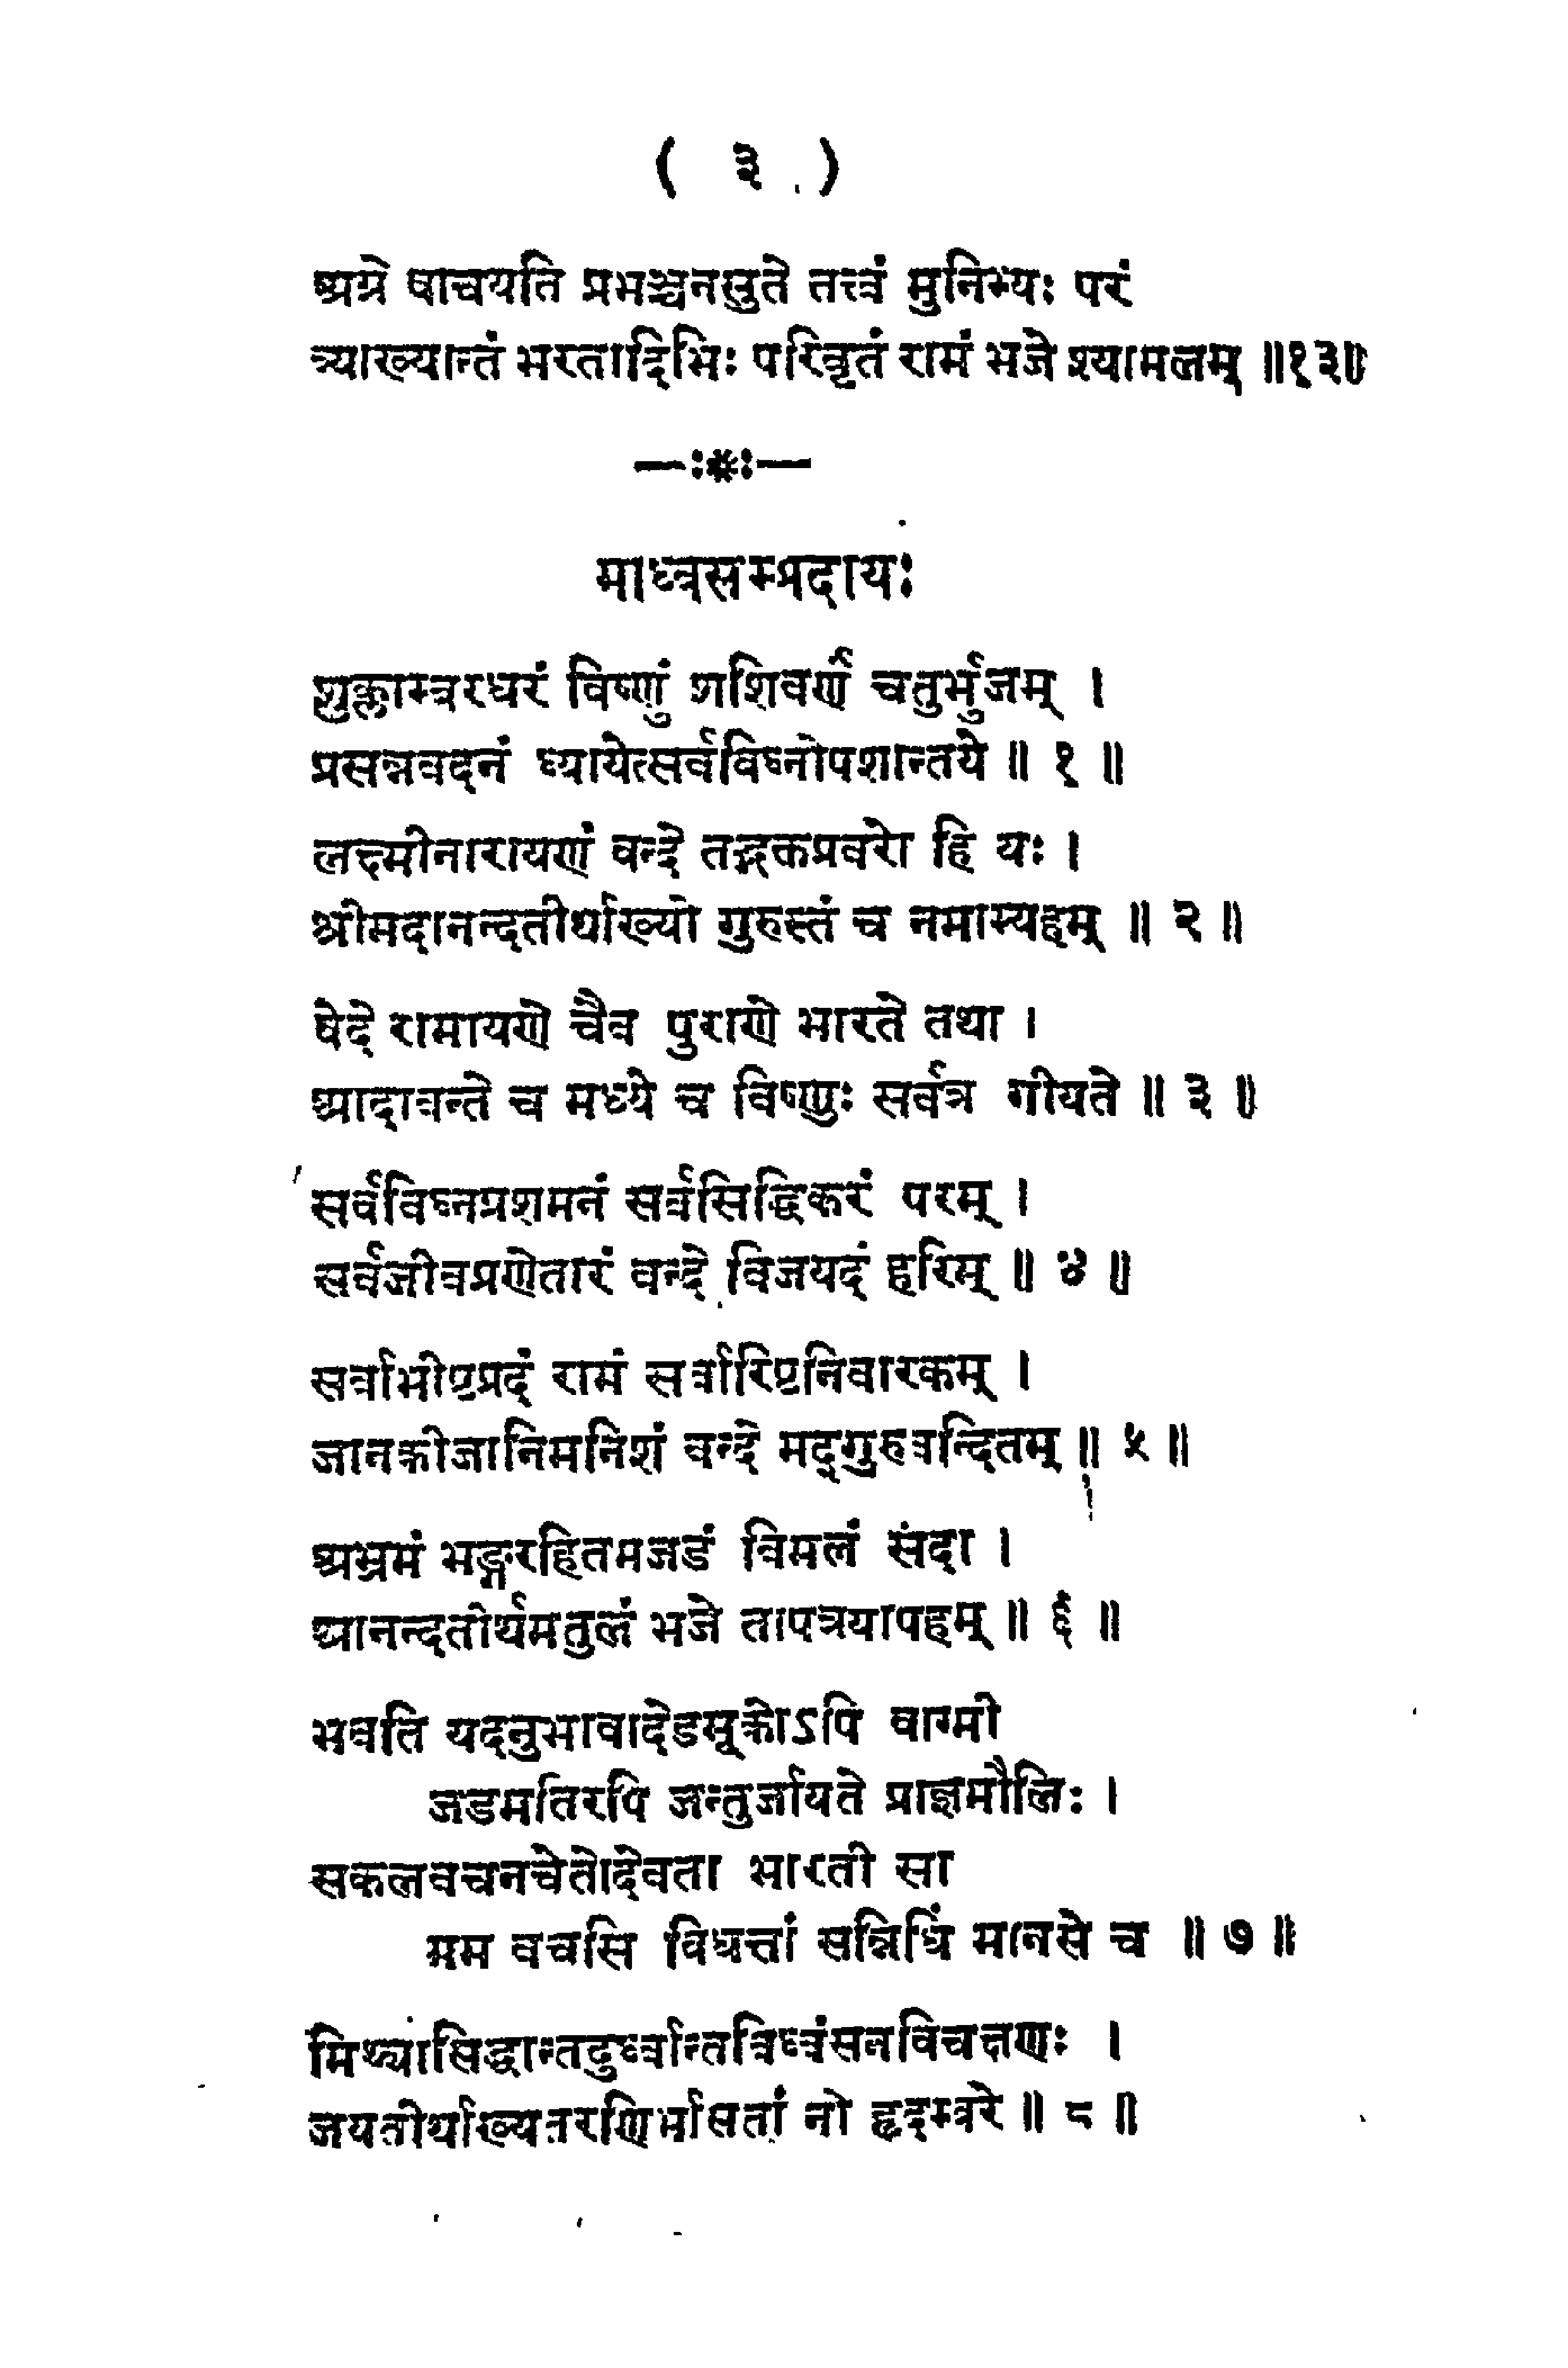 ( ३ )
अग्रे वाचयति प्रभञ्जनसुते तत्त्वं मुनिभ्यः परं
व्याख्यान्तं भरतादिभिः परिवृतं रामं भजे श्यामलम् ॥१३॥
—:*:—
माध्वसम्प्रदायः
शुक्लाम्बरधरं विष्णुं शशिवर्णं चतुर्भुजम् ।
प्रसन्नवदनं ध्यायेत्सर्वविघ्नोपशान्तये ॥ १ ॥
लक्ष्मीनारायणं वन्दे तद्भक्तप्रवरो हि यः ।
श्रीमदानन्दतीर्थाख्यो गुरुस्तं च नमाम्यहम् ॥ २ ॥
वेदे रामायणे चैव पुराणे भारते तथा ।
आदावन्ते च मध्ये च विष्णुः सर्वत्र गीयते ॥ ३ ॥
सर्वविघ्नप्रशमनं सर्वसिद्धिकरं परम् ।
सर्वजीवप्रणेतारं वन्दे विजयदं हरिम् ॥ ४ ॥
सर्वाभीष्टप्रदं रामं सर्वारिष्टनिवारकम् ।
जानकीजानिमनिशं वन्दे मद्गुरुवन्दितम् ॥ ५ ॥
अभ्रमं भङ्गरहितमजडं विमलं सदा ।
आनन्दतीर्थमतुलं भजे तापत्रयापहम् ॥ ६ ॥
भवति यदनुभावादेडमूकोऽपि वाग्मी
जडमतिरपि जन्तुर्जायते प्राज्ञमौलिः ।
सकलवचनचेतोदेवता भारती सा
मम वचसि विधत्तां सन्निधिं मानसे च ॥ ७ ॥
मिथ्यासिद्धान्तदुर्ध्वान्तविध्वंसनविचक्षणः ।
जयतीर्थाख्यतरणिर्भासतां नो हृदम्बरे ॥ ८ ॥